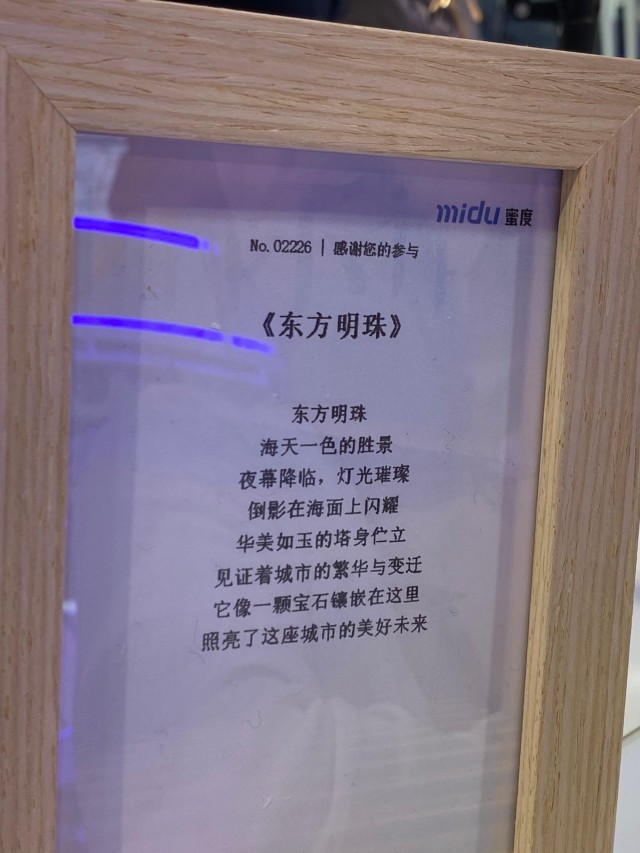 midu 蜜度
No. 02226 | 感谢您的参与
《东方明珠》
东方明珠
海天一色的胜景
夜幕降临，灯光璀璨
倒影在海面上闪耀
华美如玉的塔身伫立
见证着城市的繁华与变迁
它像一颗宝石镶嵌在这里
照亮了这座城市的美好未来